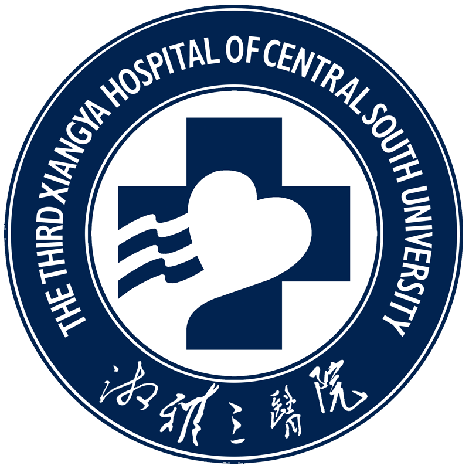 THE THIRD XIANGYA HOSPITAL OF CENTRAL SOUTH UNIVERSITY
湘雅三醫院